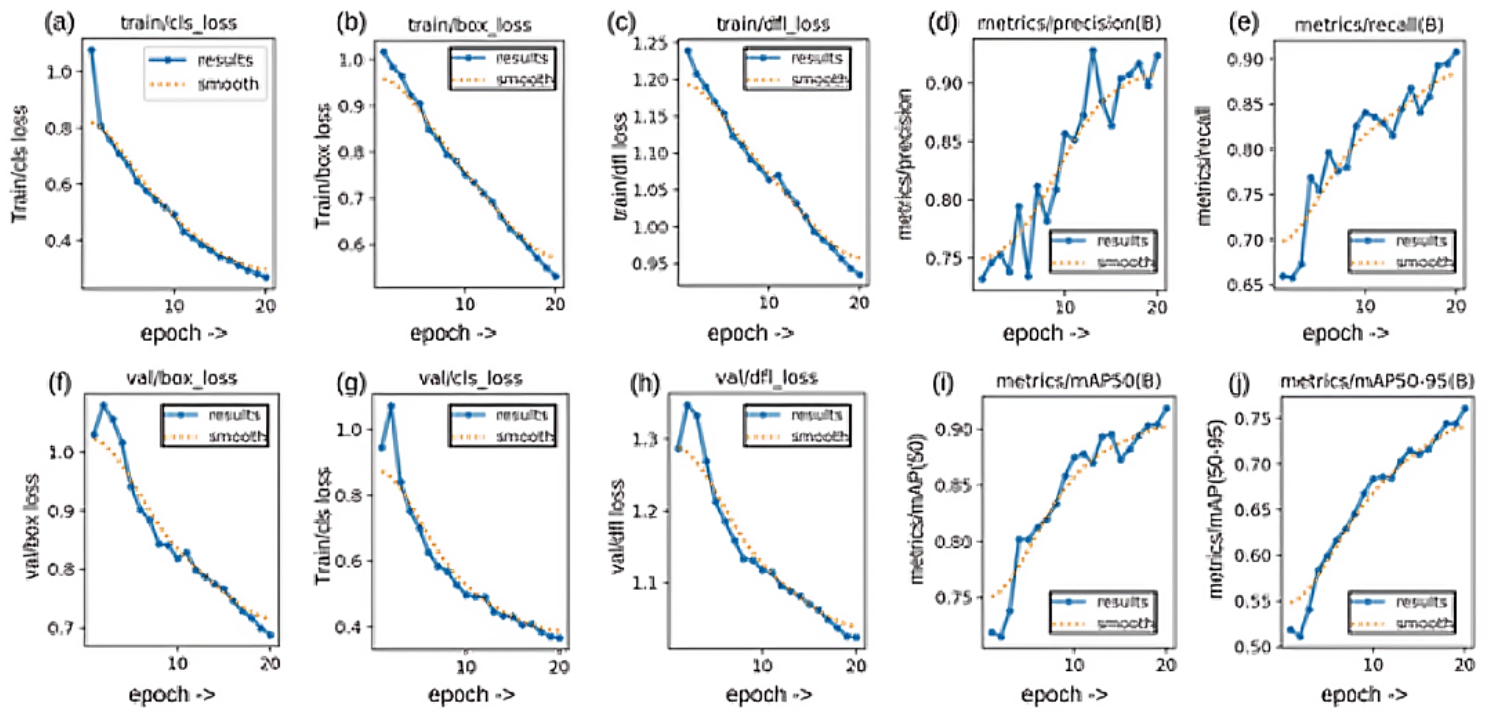 (a) train/cls_loss
results
smooth
1.0
0.8
0.6
0.4
Train/cls loss
10 20
epoch ->
(b) train/box_loss
results
smooth
1.0
0.9
0.8
0.7
0.6
Train/box loss
10 20
epoch ->
(c) train/dfl_loss
results
smooth
1.25
1.20
1.15
1.10
1.05
1.00
0.95
train/dfl loss
10 20
epoch ->
(d) metrics/precision(B)
0.90
0.85
0.80
0.75
metrics/precision
results
smooth
10 20
epoch ->
(e) metrics/recall(B)
0.90
0.85
0.80
0.75
0.70
0.65
metrics/recall
results
smooth
10 20
epoch ->
(f) val/box_loss
results
smooth
1.0
0.9
0.8
0.7
val/box loss
10 20
epoch ->
(g) val/cls_loss
results
smooth
1.0
0.8
0.6
0.4
Train/cls loss
10 20
epoch ->
(h) val/dfl_loss
results
smooth
1.3
1.2
1.1
val/dfl loss
10 20
epoch ->
(i) metrics/mAP50(B)
0.90
0.85
0.80
0.75
metrics/mAP(50)
results
smooth
10 20
epoch ->
(j) metrics/mAP50-95(B)
0.75
0.70
0.65
0.60
0.55
0.50
metrics/mAP(50-95)
results
smooth
10 20
epoch ->